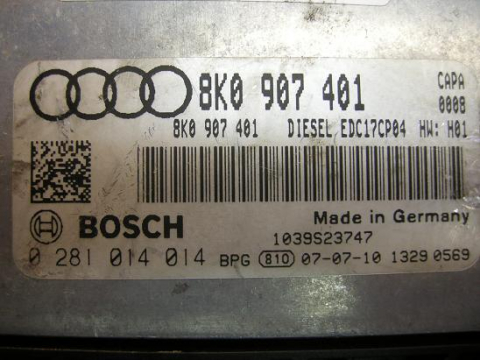 8K0 907 401 CAPA
0008
8K0 907 401 DIESEL EDC17CP04 HW: H01
BOSCH Made in Germany
1039S23747
0 281 014 014 BPG 810 07-07-10 1329 0569